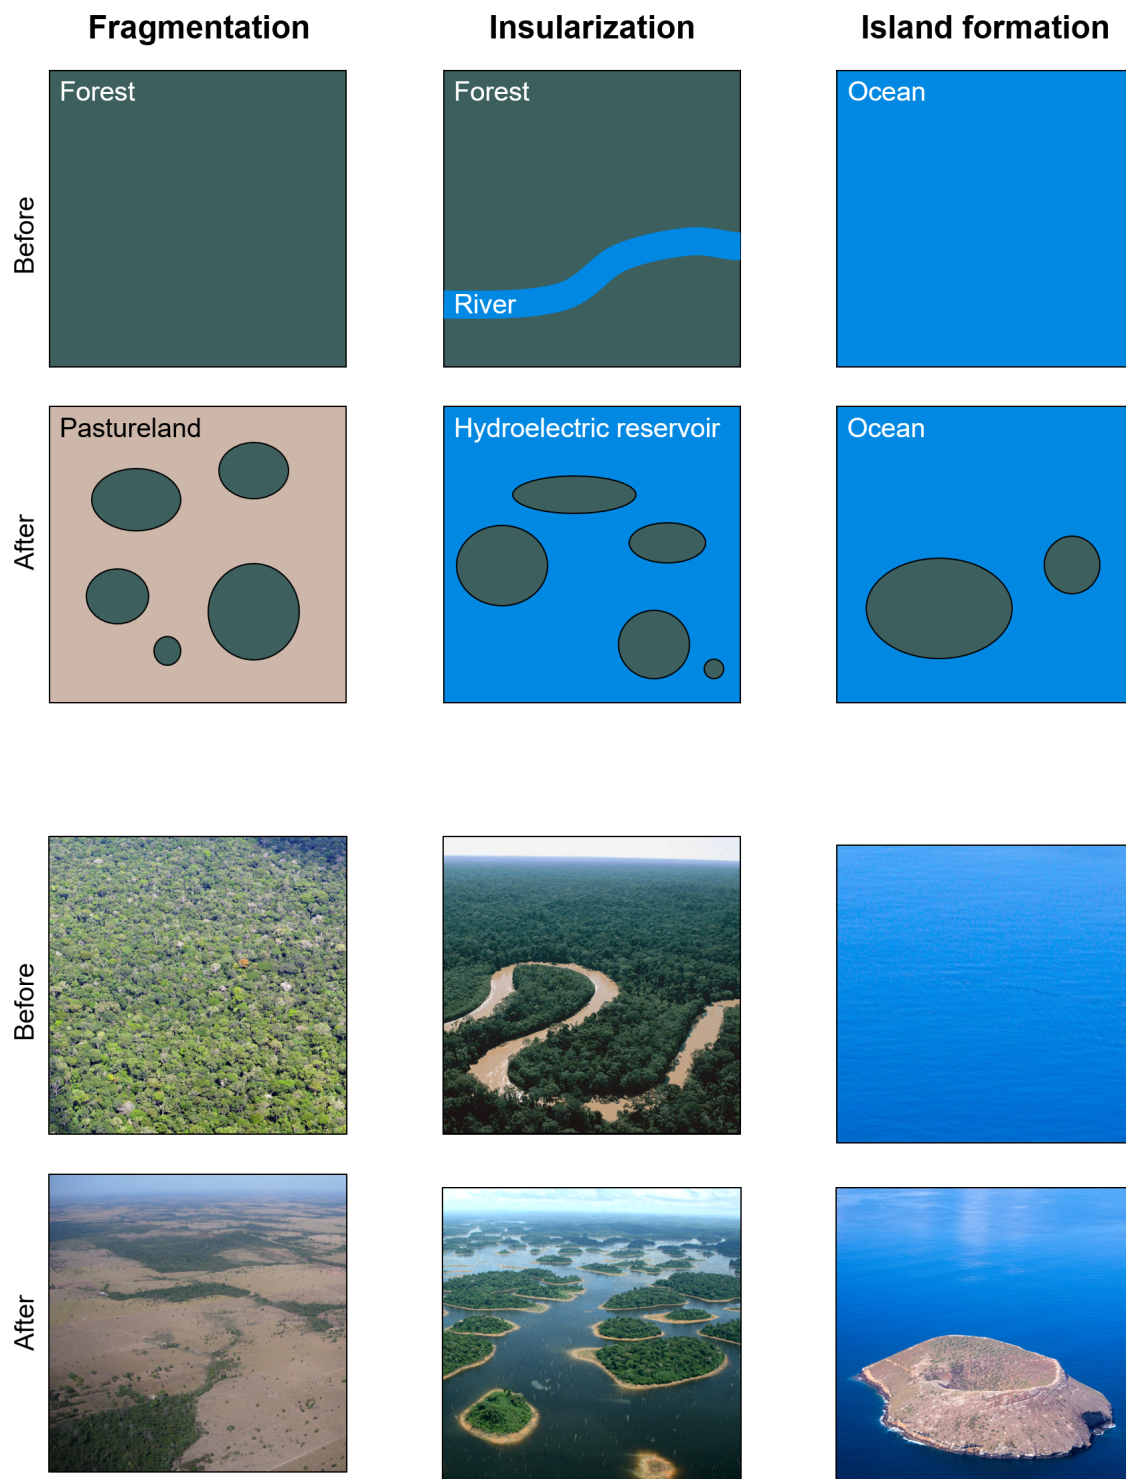 Fragmentation
Insularization
Island formation
Before
Forest
Forest
River
Ocean
After
Pastureland
Hydroelectric reservoir
Ocean
Before
After